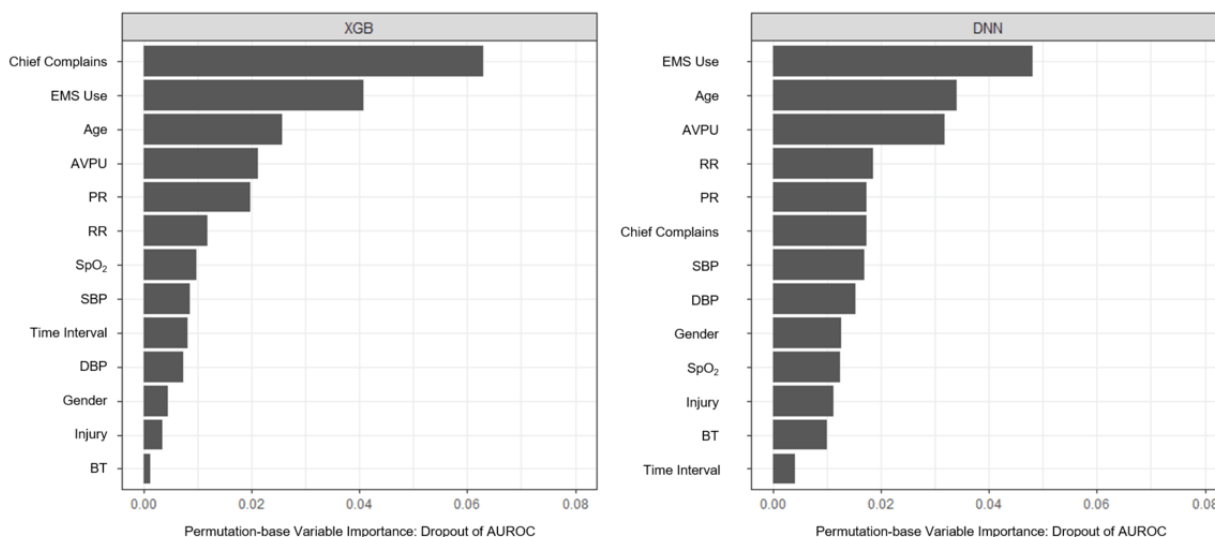 XGB
Chief Complains
EMS Use
Age
AVPU
PR
RR
SpO₂
SBP
Time Interval
DBP
Gender
Injury
BT
0.00 0.02 0.04 0.06 0.08
Permutation-base Variable Importance: Dropout of AUROC
DNN
EMS Use
Age
AVPU
RR
PR
Chief Complains
SBP
DBP
Gender
SpO₂
Injury
BT
Time Interval
0.00 0.02 0.04 0.06 0.08
Permutation-base Variable Importance: Dropout of AUROC